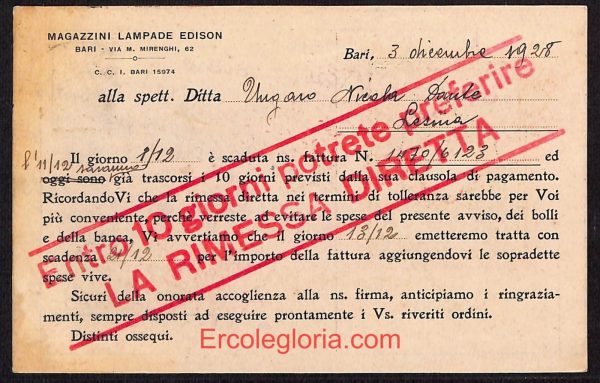 MAGAZZINI LAMPADE EDISON
BARI - VIA M. MIRENGHI, 62
C. C. I. BARI 15974
Bari, 3 dicembre 1928
alla spett. Ditta Ungaro Nicola Dante
Lesina
Il giorno 1/12 è scaduta ns. fattura N. 1470/6123 ed
l'11/12 saranno
oggi sono già trascorsi i 10 giorni previsti dalla sua clausola di pagamento.
RicordandoVi che la rimessa diretta nei termini di tolleranza sarebbe per Voi
più conveniente, perchè verreste ad evitare le spese del presente avviso, dei bolli
e della banca, Vi avvertiamo che il giorno 13/12 emetteremo tratta con
scadenza 21/12 per l'importo della fattura aggiungendovi le sopradette
spese vive.
Sicuri della onorata accoglienza alla ns. firma, anticipiamo i ringrazia-
menti, sempre disposti ad eseguire prontamente i Vs. riveriti ordini.
Distinti ossequi.
Entro 10 giorni potrete preferire
LA RIMESSA DIRETTA
Ercolegloria.com